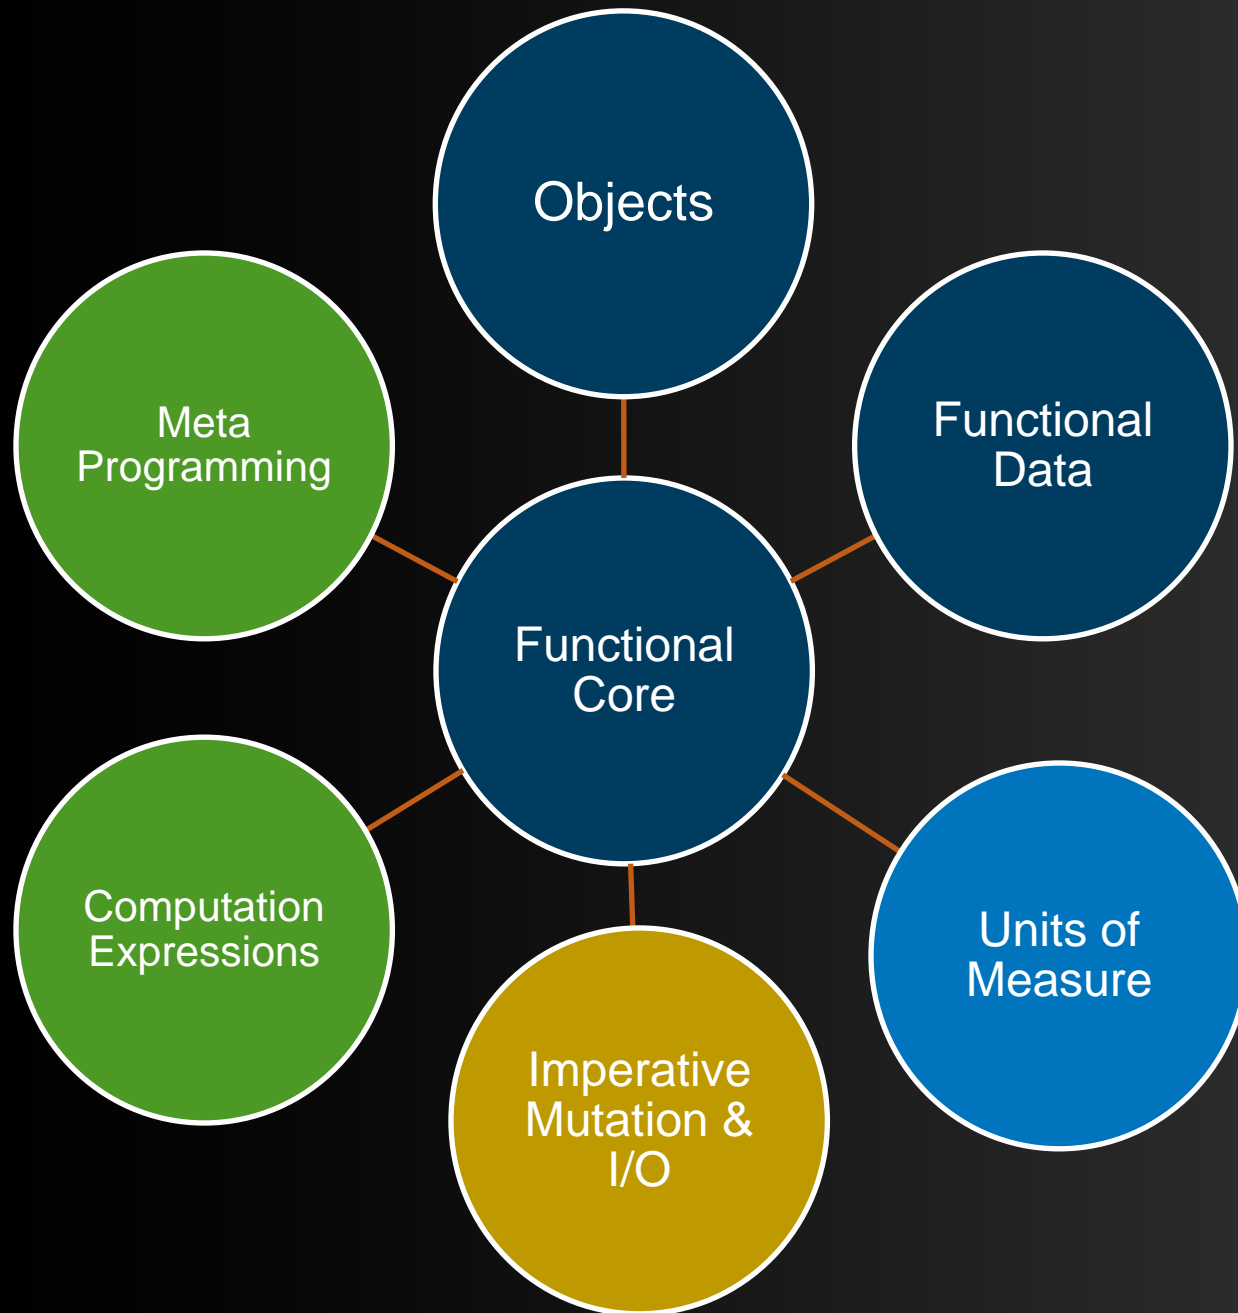 Objects
Meta
Programming
Functional
Data
Functional
Core
Computation
Expressions
Units of
Measure
Imperative
Mutation &
I/O